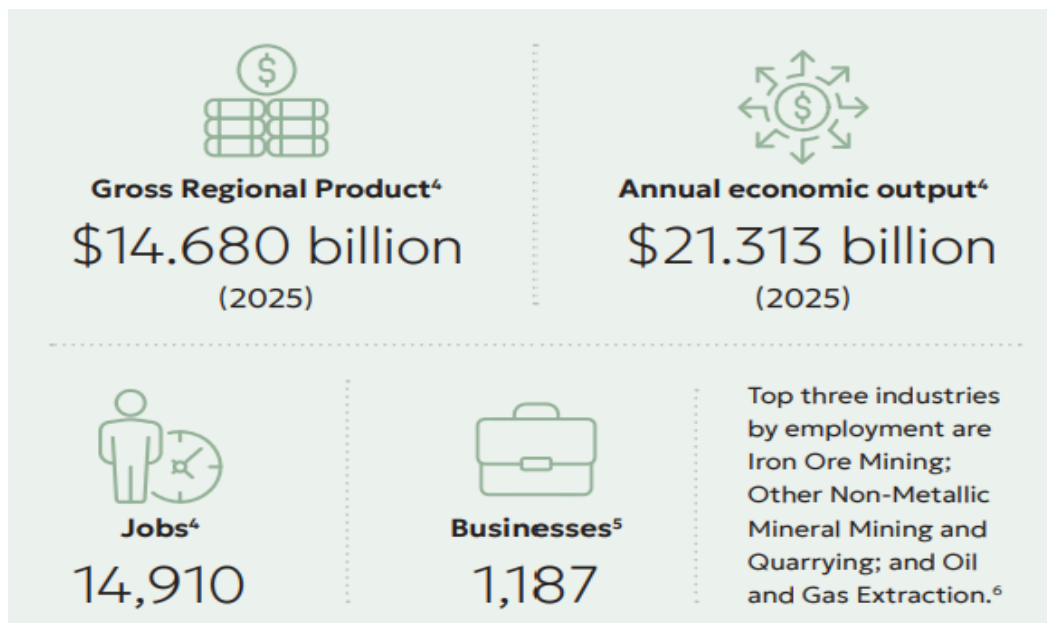 Gross Regional Product⁴
$14.680 billion
(2025)
Annual economic output⁴
$21.313 billion
(2025)
Jobs⁴
14,910
Businesses⁵
1,187
Top three industries
by employment are
Iron Ore Mining;
Other Non-Metallic
Mineral Mining and
Quarrying; and Oil
and Gas Extraction.⁶